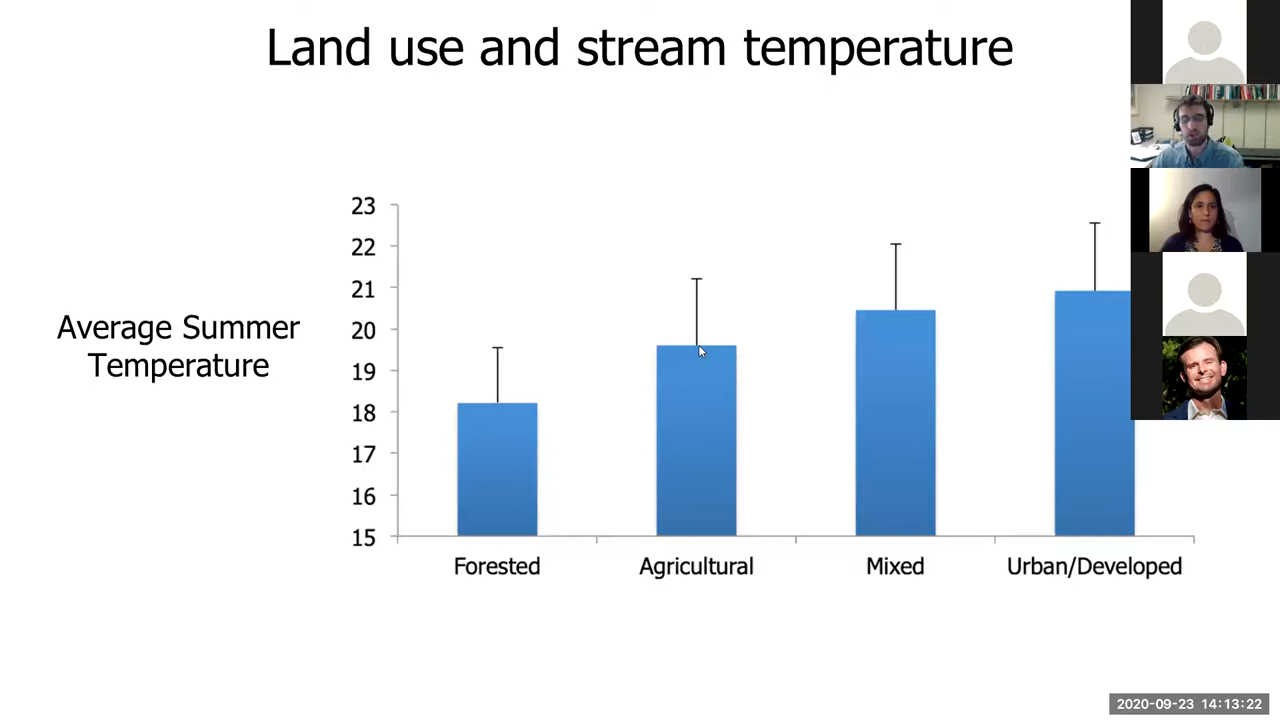 Land use and stream temperature
23
22
21
20
19
18
17
16
15
Average Summer
Temperature
Forested
Agricultural
Mixed
Urban/Developed
2020-09-23 14:13:22